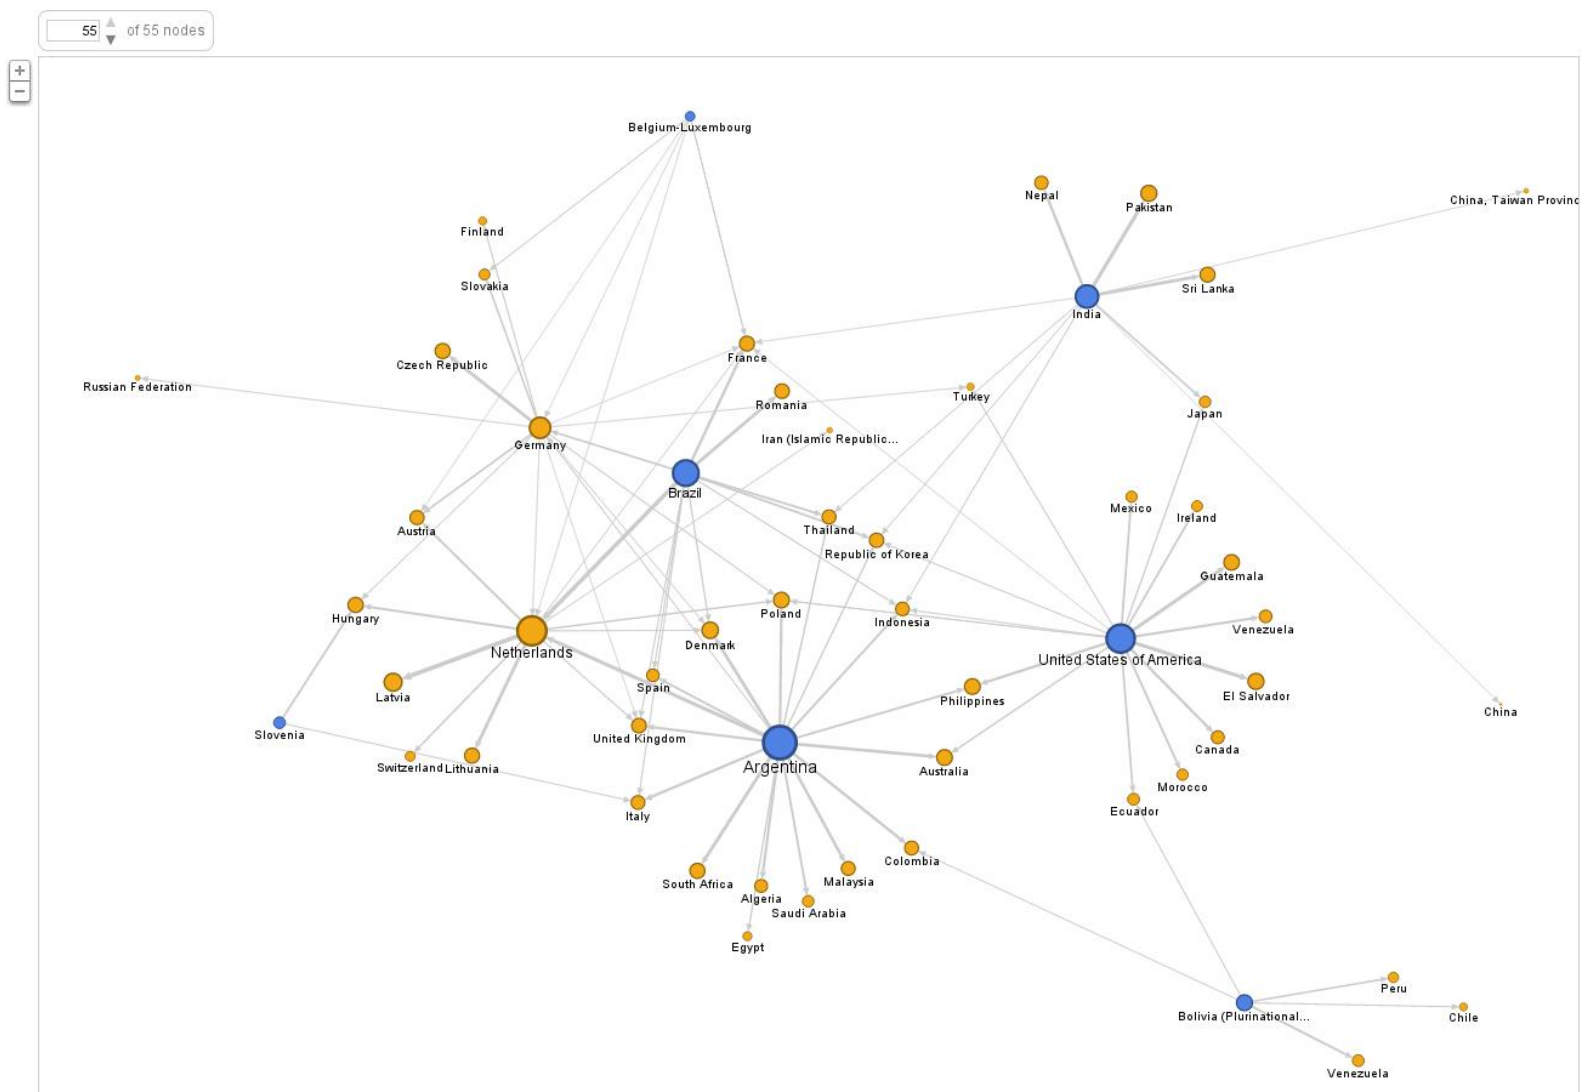 55 of 55 nodes
+
−
Belgium-Luxembourg
Nepal
Pakistan
China, Taiwan Provinc
Finland
Slovakia
Sri Lanka
India
Czech Republic
France
Russian Federation
Romania
Turkey
Japan
Iran (Islamic Republic...
Germany
Brazil
Mexico
Ireland
Austria
Thailand
Republic of Korea
Guatemala
Hungary
Poland
Indonesia
Venezuela
Netherlands
Denmark
United States of America
Latvia
Spain
Philippines
El Salvador
China
Slovenia
United Kingdom
Canada
Switzerland
Lithuania
Argentina
Australia
Morocco
Italy
Ecuador
Colombia
South Africa
Malaysia
Algeria
Saudi Arabia
Egypt
Peru
Bolivia (Plurinational...
Chile
Venezuela